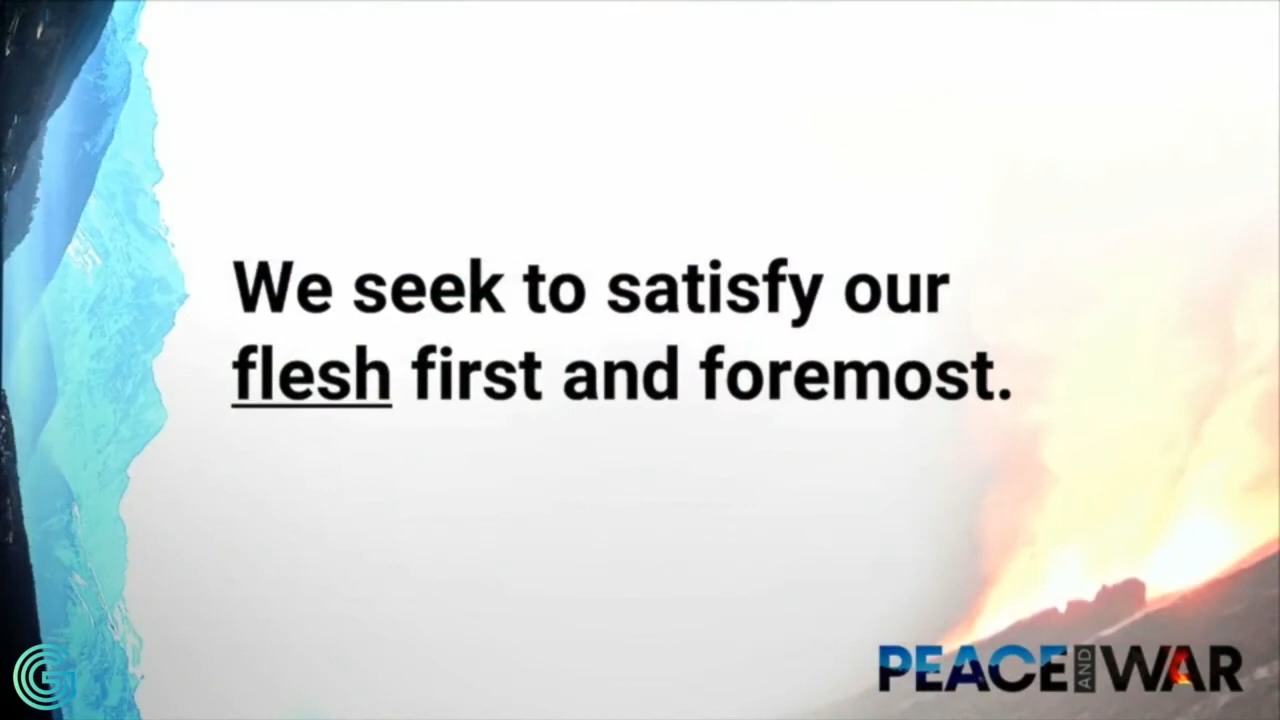 We seek to satisfy our
flesh first and foremost.
PEACE AND WAR
G